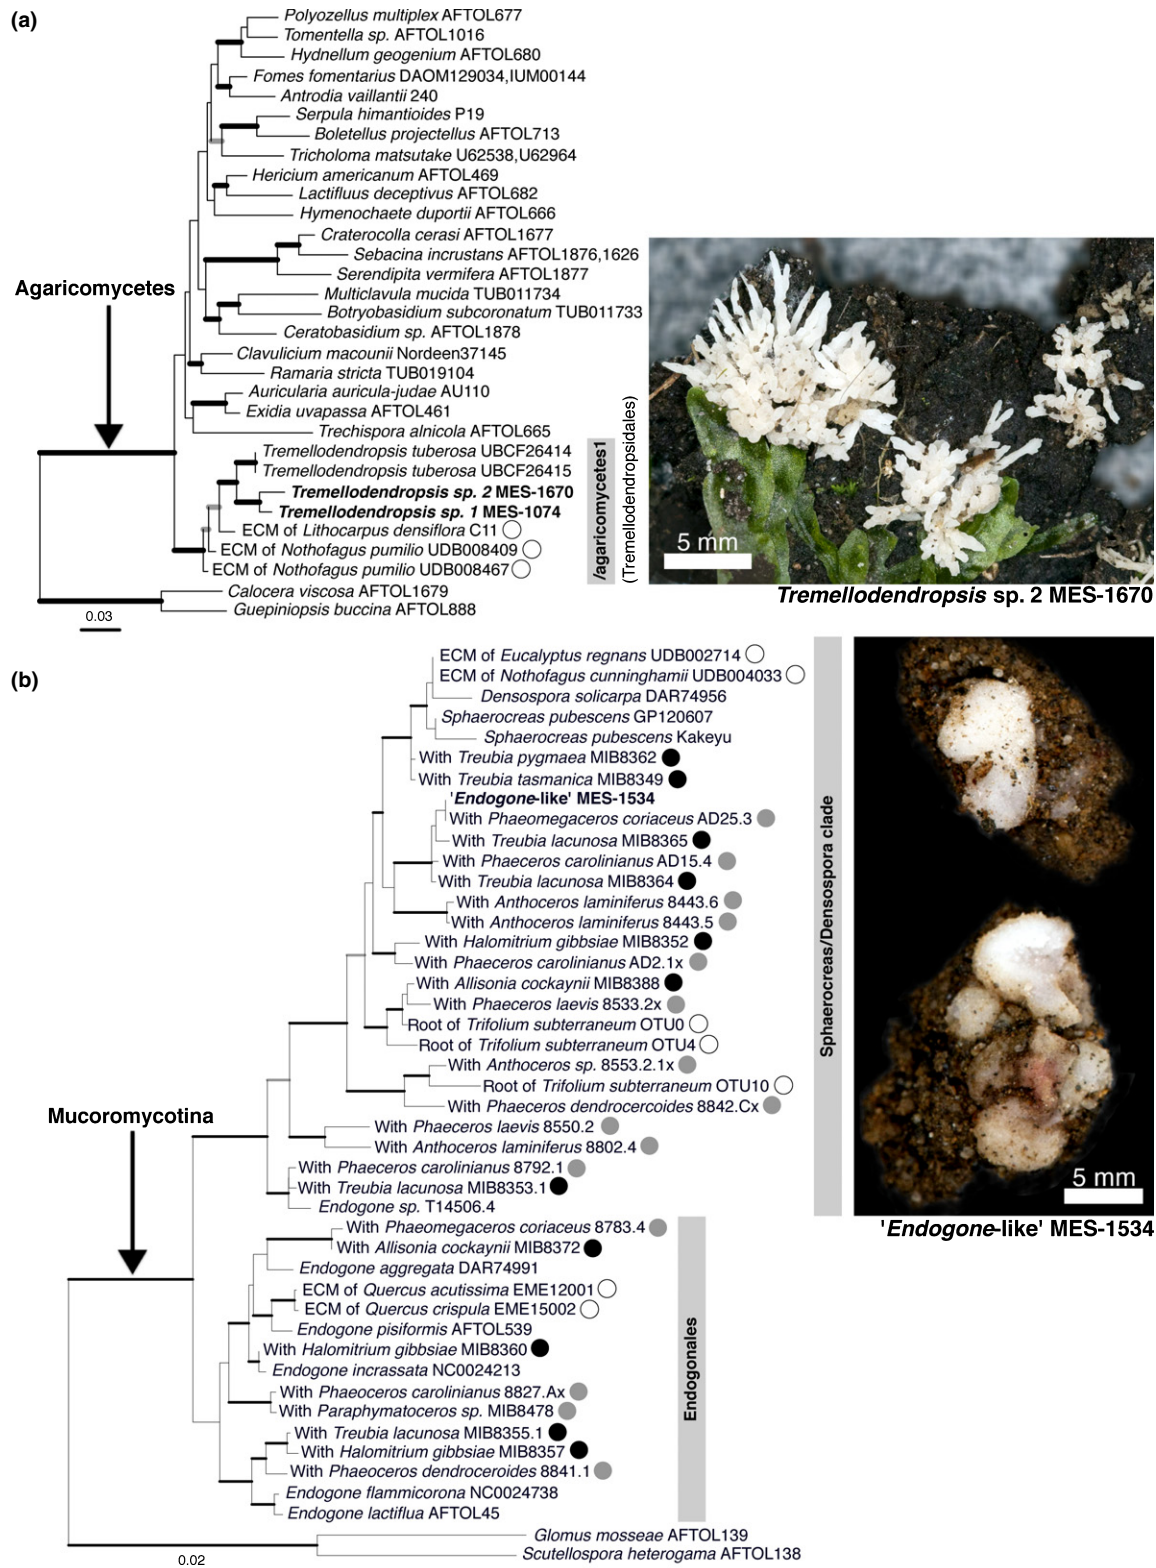 (a)
Polyozellus multiplex AFTOL677
Tomentella sp. AFTOL1016
Hydnellum geogenium AFTOL680
Fomes fomentarius DAOM129034,IUM00144
Antrodia vaillantii 240
Serpula himantioides P19
Boletellus projectellus AFTOL713
Tricholoma matsutake U62538,U62964
Hericium americanum AFTOL469
Lactifluus deceptivus AFTOL682
Hymenochaete duportii AFTOL666
Craterocolla cerasi AFTOL1677
Sebacina incrustans AFTOL1876,1626
Serendipita vermifera AFTOL1877
Agaricomycetes
Multiclavula mucida TUB011734
Botryobasidium subcoronatum TUB011733
Ceratobasidium sp. AFTOL1878
Clavulicium macounii Nordeen37145
Ramaria stricta TUB019104
Auricularia auricula-judae AU110
Exidia uvapassa AFTOL461
Trechispora alnicola AFTOL665
Tremellodendropsis tuberosa UBCF26414
Tremellodendropsis tuberosa UBCF26415
Tremellodendropsis sp. 2 MES-1670
Tremellodendropsis sp. 1 MES-1074
ECM of Lithocarpus densiflora C11
ECM of Nothofagus pumilio UDB008409
ECM of Nothofagus pumilio UDB008467
Calocera viscosa AFTOL1679
Guepiniopsis buccina AFTOL888
0.03
/agaricomycetes1
(Tremellodendropsidales)
5 mm
Tremellodendropsis sp. 2 MES-1670
(b)
ECM of Eucalyptus regnans UDB002714
ECM of Nothofagus cunninghamii UDB004033
Densospora solicarpa DAR74956
Sphaerocreas pubescens GP120607
Sphaerocreas pubescens Kakeyu
With Treubia pygmaea MIB8362
With Treubia tasmanica MIB8349
'Endogone-like' MES-1534
With Phaeomegaceros coriaceus AD25.3
With Treubia lacunosa MIB8365
With Phaeceros carolinianus AD15.4
With Treubia lacunosa MIB8364
With Anthoceros laminiferus 8443.6
With Anthoceros laminiferus 8443.5
With Halomitrium gibbsiae MIB8352
With Phaeceros carolinianus AD2.1x
With Allisonia cockaynii MIB8388
With Phaeceros laevis 8533.2x
Root of Trifolium subterraneum OTU0
Root of Trifolium subterraneum OTU4
With Anthoceros sp. 8553.2.1x
Root of Trifolium subterraneum OTU10
With Phaeceros dendrocercoides 8842.Cx
Mucoromycotina
With Phaeceros laevis 8550.2
With Anthoceros laminiferus 8802.4
With Phaeceros carolinianus 8792.1
With Treubia lacunosa MIB8353.1
Endogone sp. T14506.4
With Phaeomegaceros coriaceus 8783.4
With Allisonia cockaynii MIB8372
Endogone aggregata DAR74991
ECM of Quercus acutissima EME12001
ECM of Quercus crispula EME15002
Endogone pisiformis AFTOL539
With Halomitrium gibbsiae MIB8360
Endogone incrassata NC0024213
With Phaeoceros carolinianus 8827.Ax
With Paraphymatoceros sp. MIB8478
With Treubia lacunosa MIB8355.1
With Halomitrium gibbsiae MIB8357
With Phaeoceros dendroceroides 8841.1
Endogone flammicorona NC0024738
Endogone lactiflua AFTOL45
Glomus mosseae AFTOL139
Scutellospora heterogama AFTOL138
0.02
Sphaerocreas/Densospora clade
Endogonales
5 mm
'Endogone-like' MES-1534